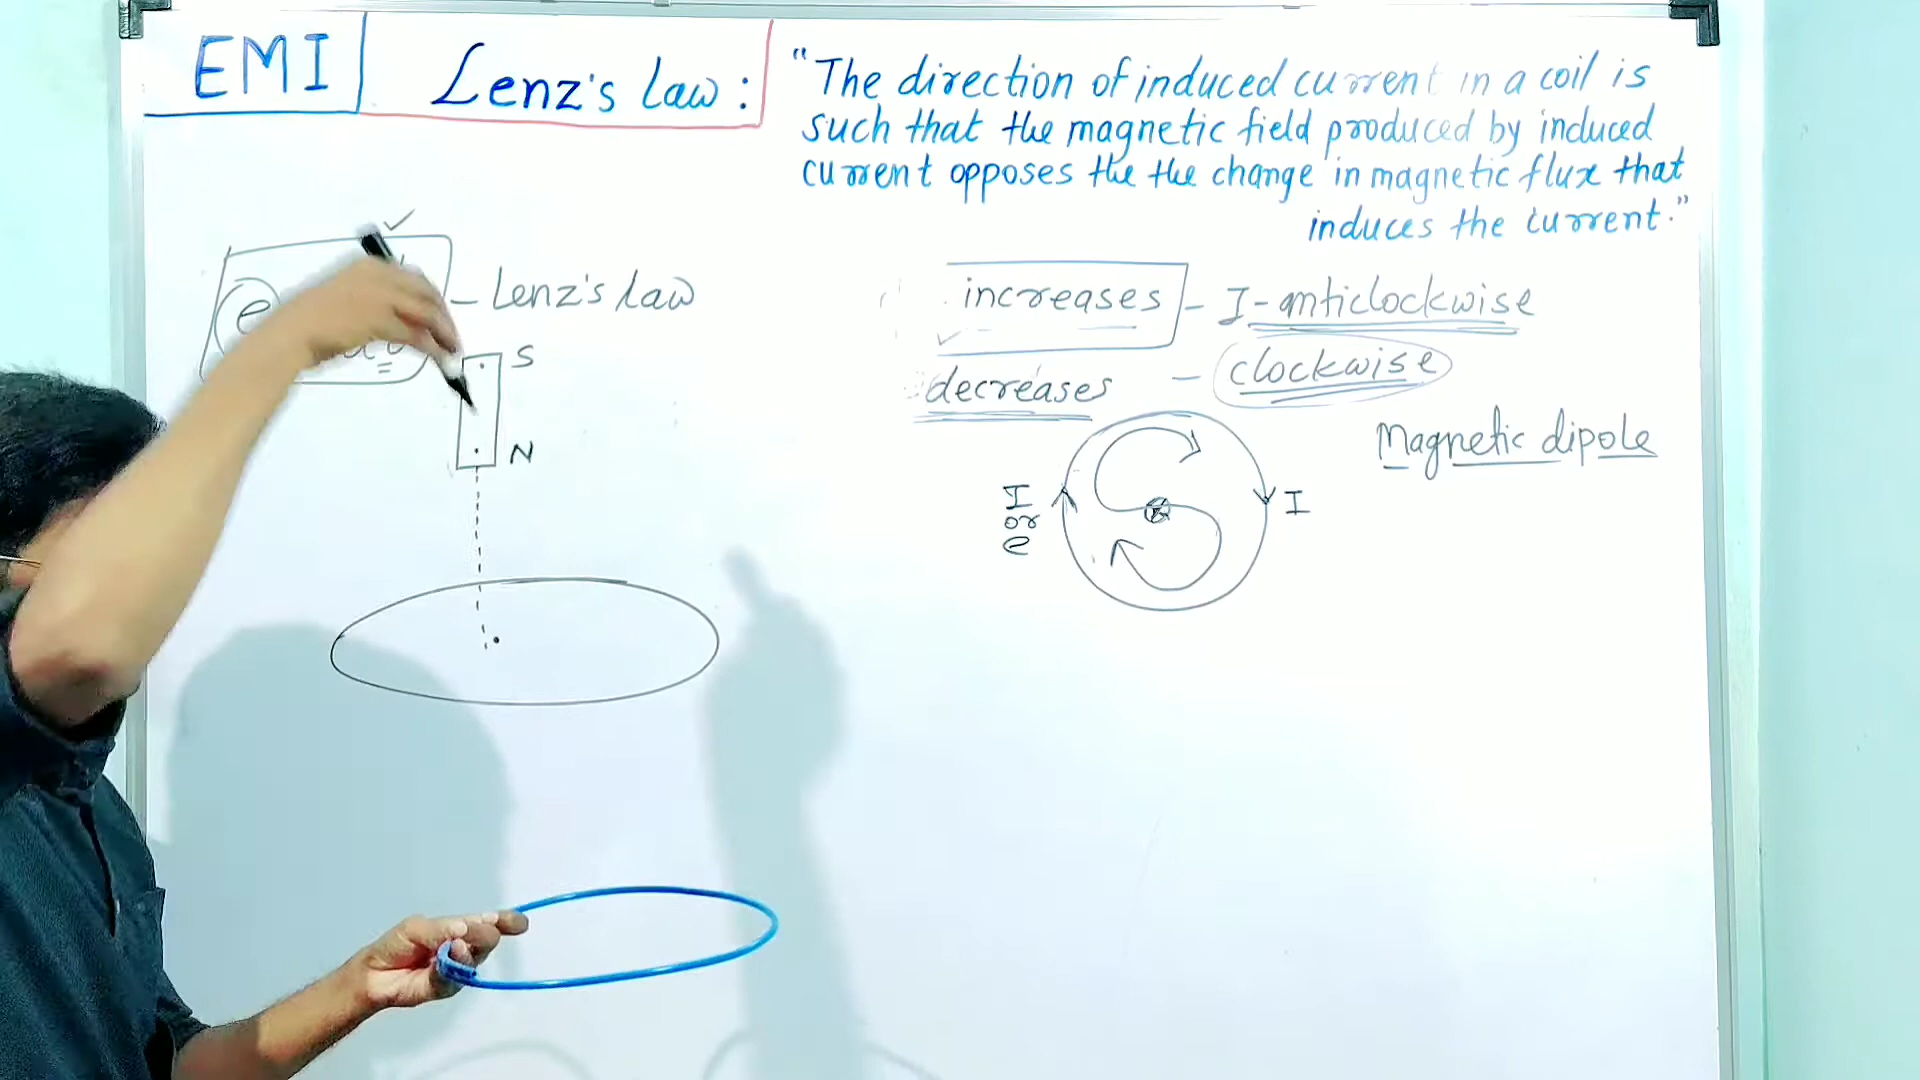 EMI
Lenz's Law :
"The direction of induced current in a coil is
such that the magnetic field produced by induced
current opposes the the change in magnetic flux that
induces the current."
e
- Lenz's law
S
N
increases - I - anticlockwise
decreases - clockwise
Magnetic dipole
I
or
e
I